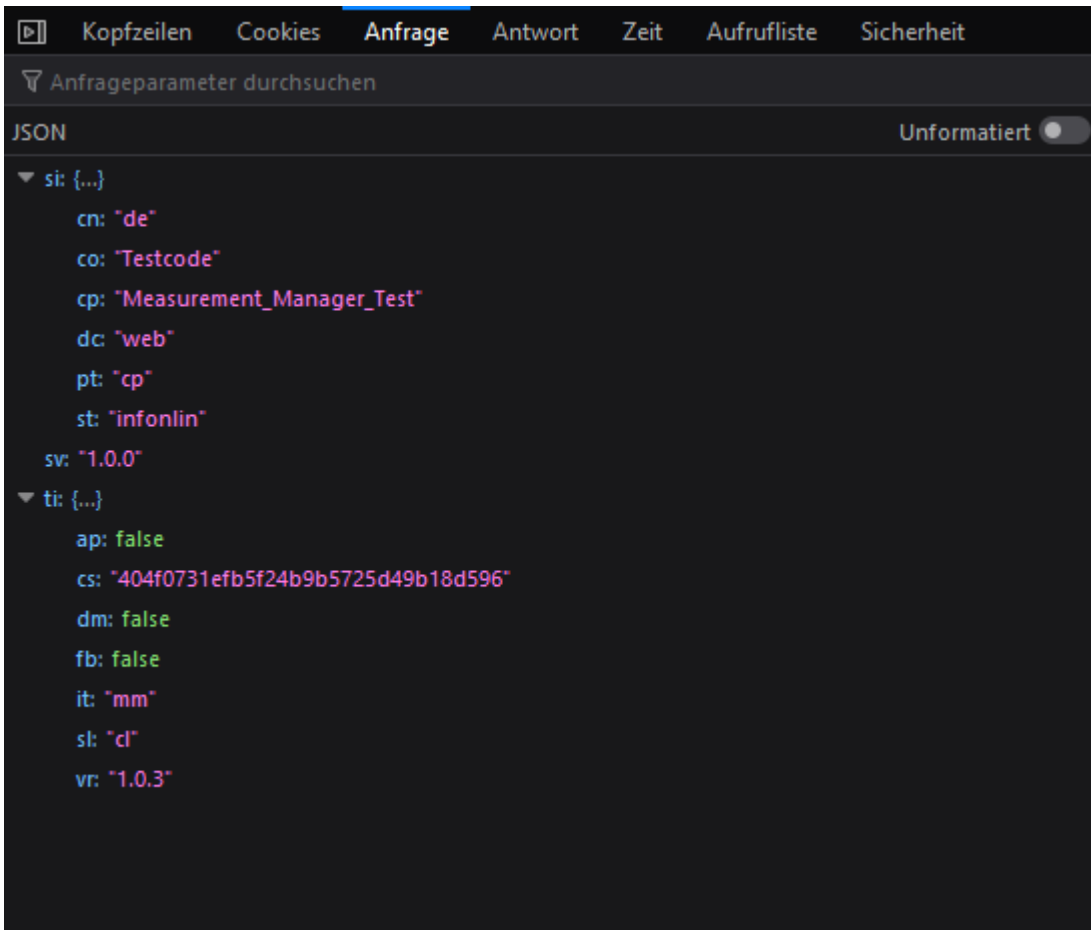 Kopfzeilen Cookies Anfrage Antwort Zeit Aufrufliste Sicherheit
Anfrageparameter durchsuchen
JSON Unformatiert
si: {…}
cn: "de"
co: "Testcode"
cp: "Measurement_Manager_Test"
dc: "web"
pt: "cp"
st: "infonlin"
sv: "1.0.0"
ti: {…}
ap: false
cs: "404f0731efb5f24b9b5725d49b18d596"
dm: false
fb: false
it: "mm"
sl: "cl"
vr: "1.0.3"